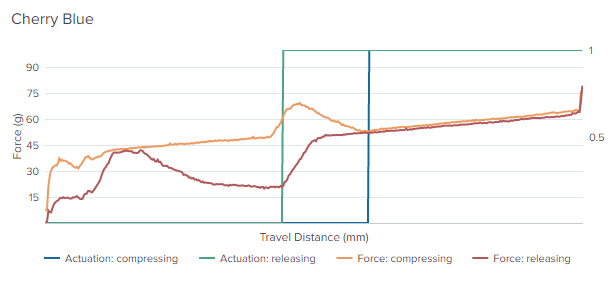 Cherry Blue
1
90
75
60
Force (g)
0.5
45
30
15
Travel Distance (mm)
Actuation: compressing
Actuation: releasing
Force: compressing
Force: releasing